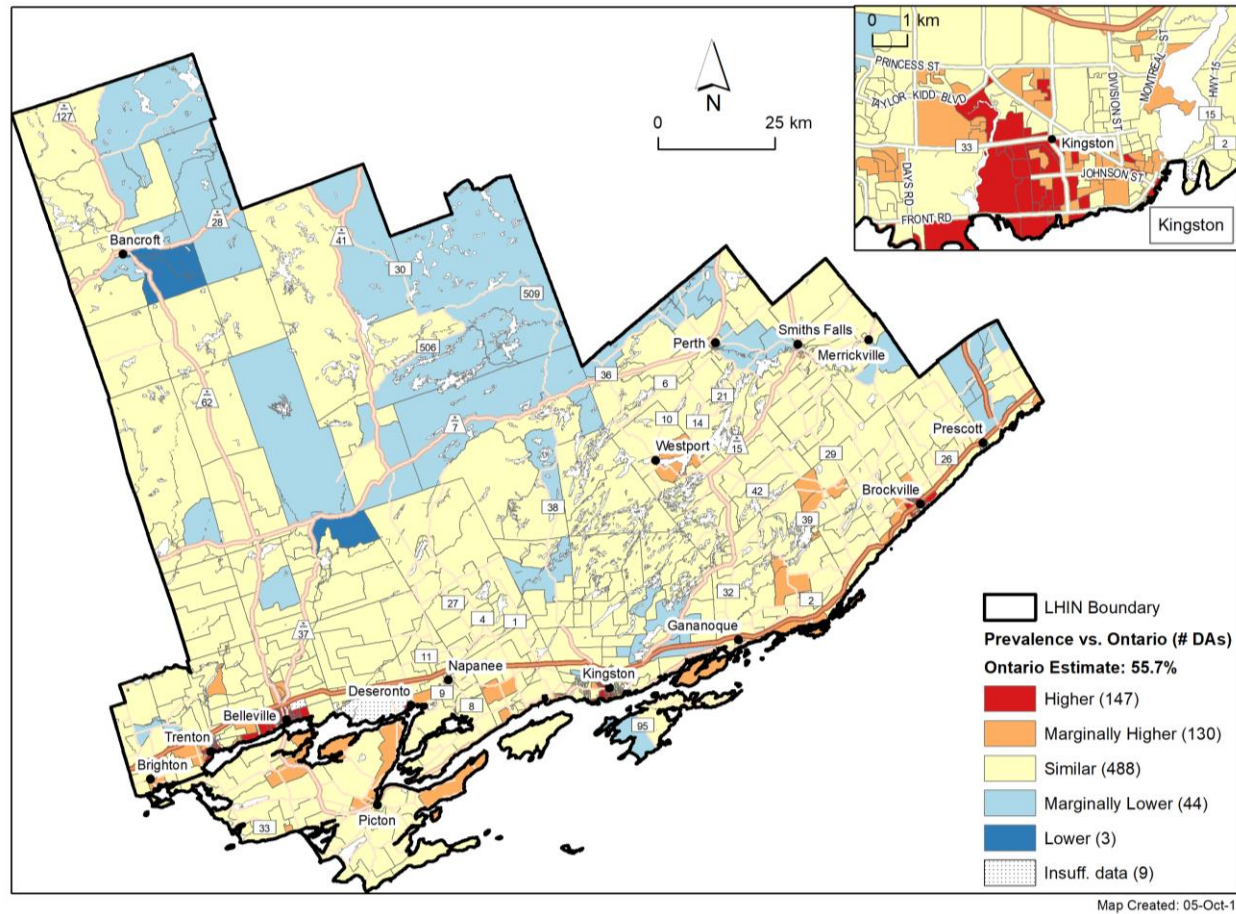 0 1 km
PRINCESS ST
TAYLOR KIDD BLVD
DIVISION ST
MONTREAL ST
HWY 15
15
2
33
Kingston
JOHNSON ST
DAYS RD
FRONT RD
Kingston
N
0 25 km
127
28
Bancroft
41
30
509
506
62
7
36
Perth
Smiths Falls
Merrickville
6
21
10
14
Westport
15
29
26
Prescott
Brockville
42
39
38
37
27
4
1
32
2
Gananoque
11
Napanee
Kingston
Deseronto
9
8
Belleville
95
Trenton
Brighton
Picton
33
LHIN Boundary
Prevalence vs. Ontario (# DAs)
Ontario Estimate: 55.7%
Higher (147)
Marginally Higher (130)
Similar (488)
Marginally Lower (44)
Lower (3)
Insuff. data (9)
Map Created: 05-Oct-1